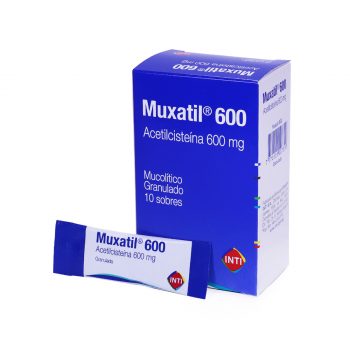 Muxatil® 600
Acetilcisteína 600 mg
Muxatil® 600
Acetilcisteína 600 mg
Mucolítico
Granulado
10 sobres
INTI
Muxatil® 600
Acetilcisteína 600 mg
Granulado
INTI